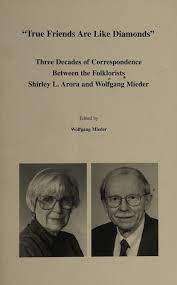 "True Friends Are Like Diamonds"
Three Decades of Correspondence
Between the Folklorists
Shirley L. Arora and Wolfgang Mieder
Edited by
Wolfgang Mieder